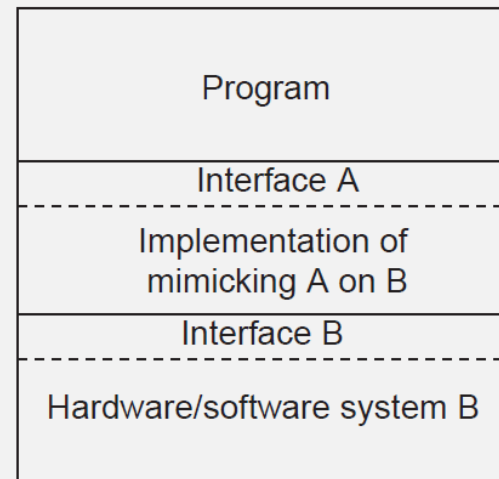 Program
Interface A
Implementation of
mimicking A on B
Interface B
Hardware/software system B